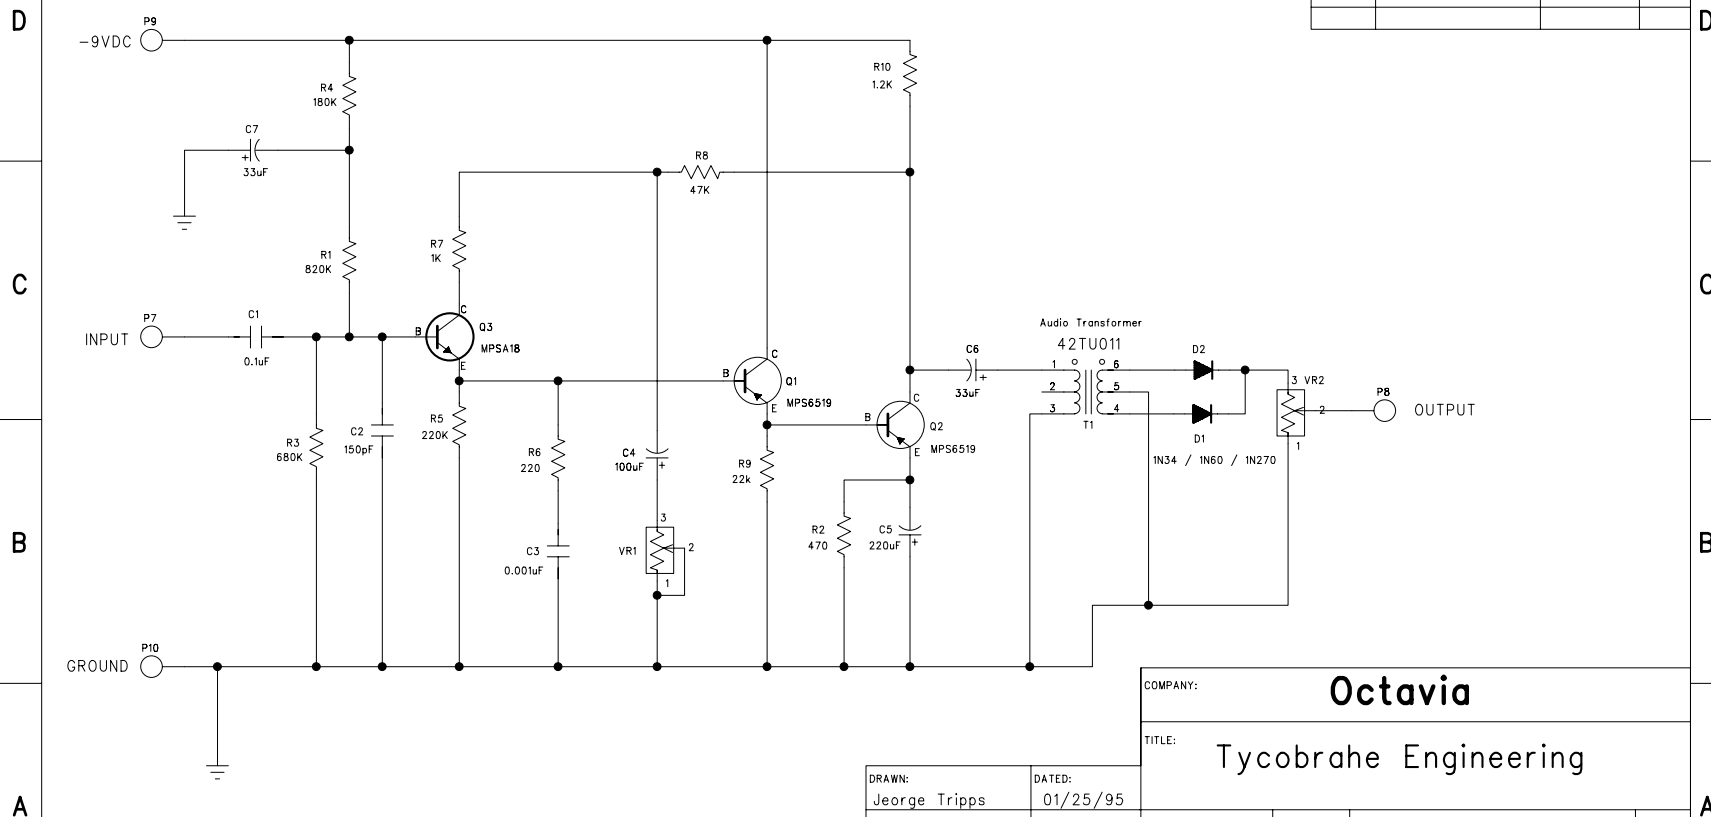 D
D
P9
-9VDC
R4
180K
R10
1.2K
C7
+
33uF
R8
47K
R1
820K
R7
1K
C
C
P7
INPUT
C1
0.1uF
B
C
E
Q3
MPSA18
Audio Transformer
42TU011
1
2
3
6
5
4
T1
C6
+
33uF
D2
D1
1N34 / 1N60 / 1N270
3 VR2
2
1
P8
OUTPUT
B
C
E
Q1
MPS6519
B
C
E
Q2
MPS6519
R3
680K
C2
150pF
R5
220K
R6
220
C4
100uF
+
R9
22k
R2
470
C5
220uF
+
B
B
C3
0.001uF
VR1
3
2
1
P10
GROUND
COMPANY:
Octavia
TITLE:
Tycobrahe Engineering
DRAWN:
Jeorge Tripps
DATED:
01/25/95
A
A